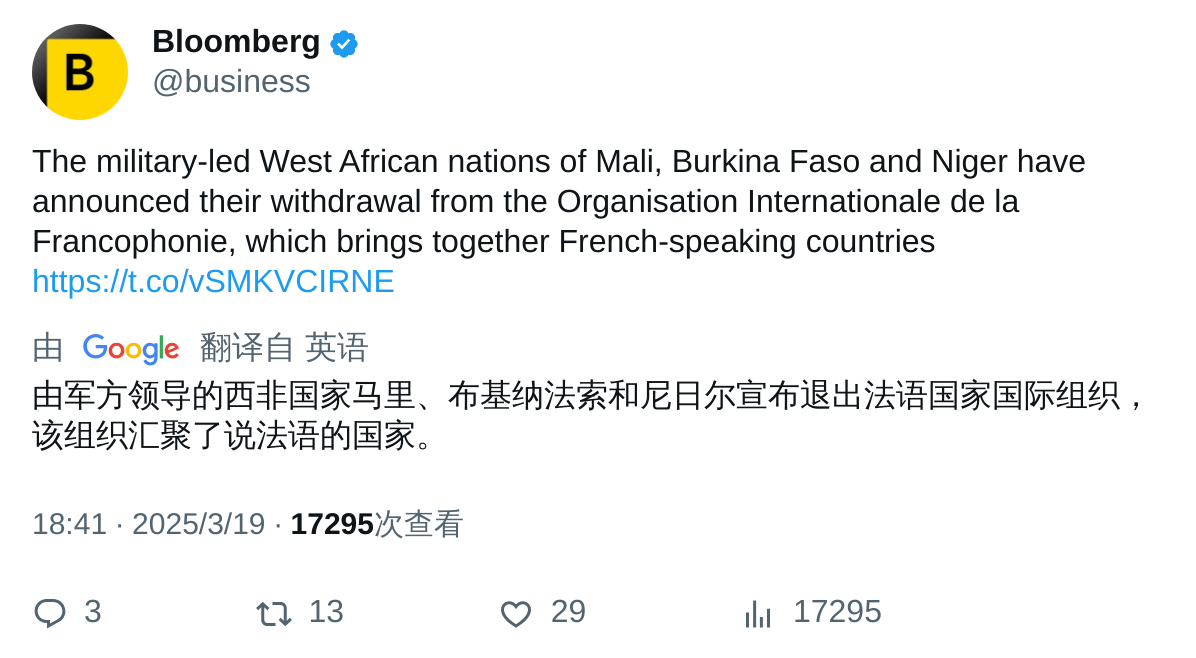 B
Bloomberg
@business
The military-led West African nations of Mali, Burkina Faso and Niger have
announced their withdrawal from the Organisation Internationale de la
Francophonie, which brings together French-speaking countries
https://t.co/vSMKVCIRNE
由 Google 翻译自 英语
由军方领导的西非国家马里、布基纳法索和尼日尔宣布退出法语国家国际组织，
该组织汇聚了说法语的国家。
18:41 · 2025/3/19 · 17295次查看
3 13 29 17295